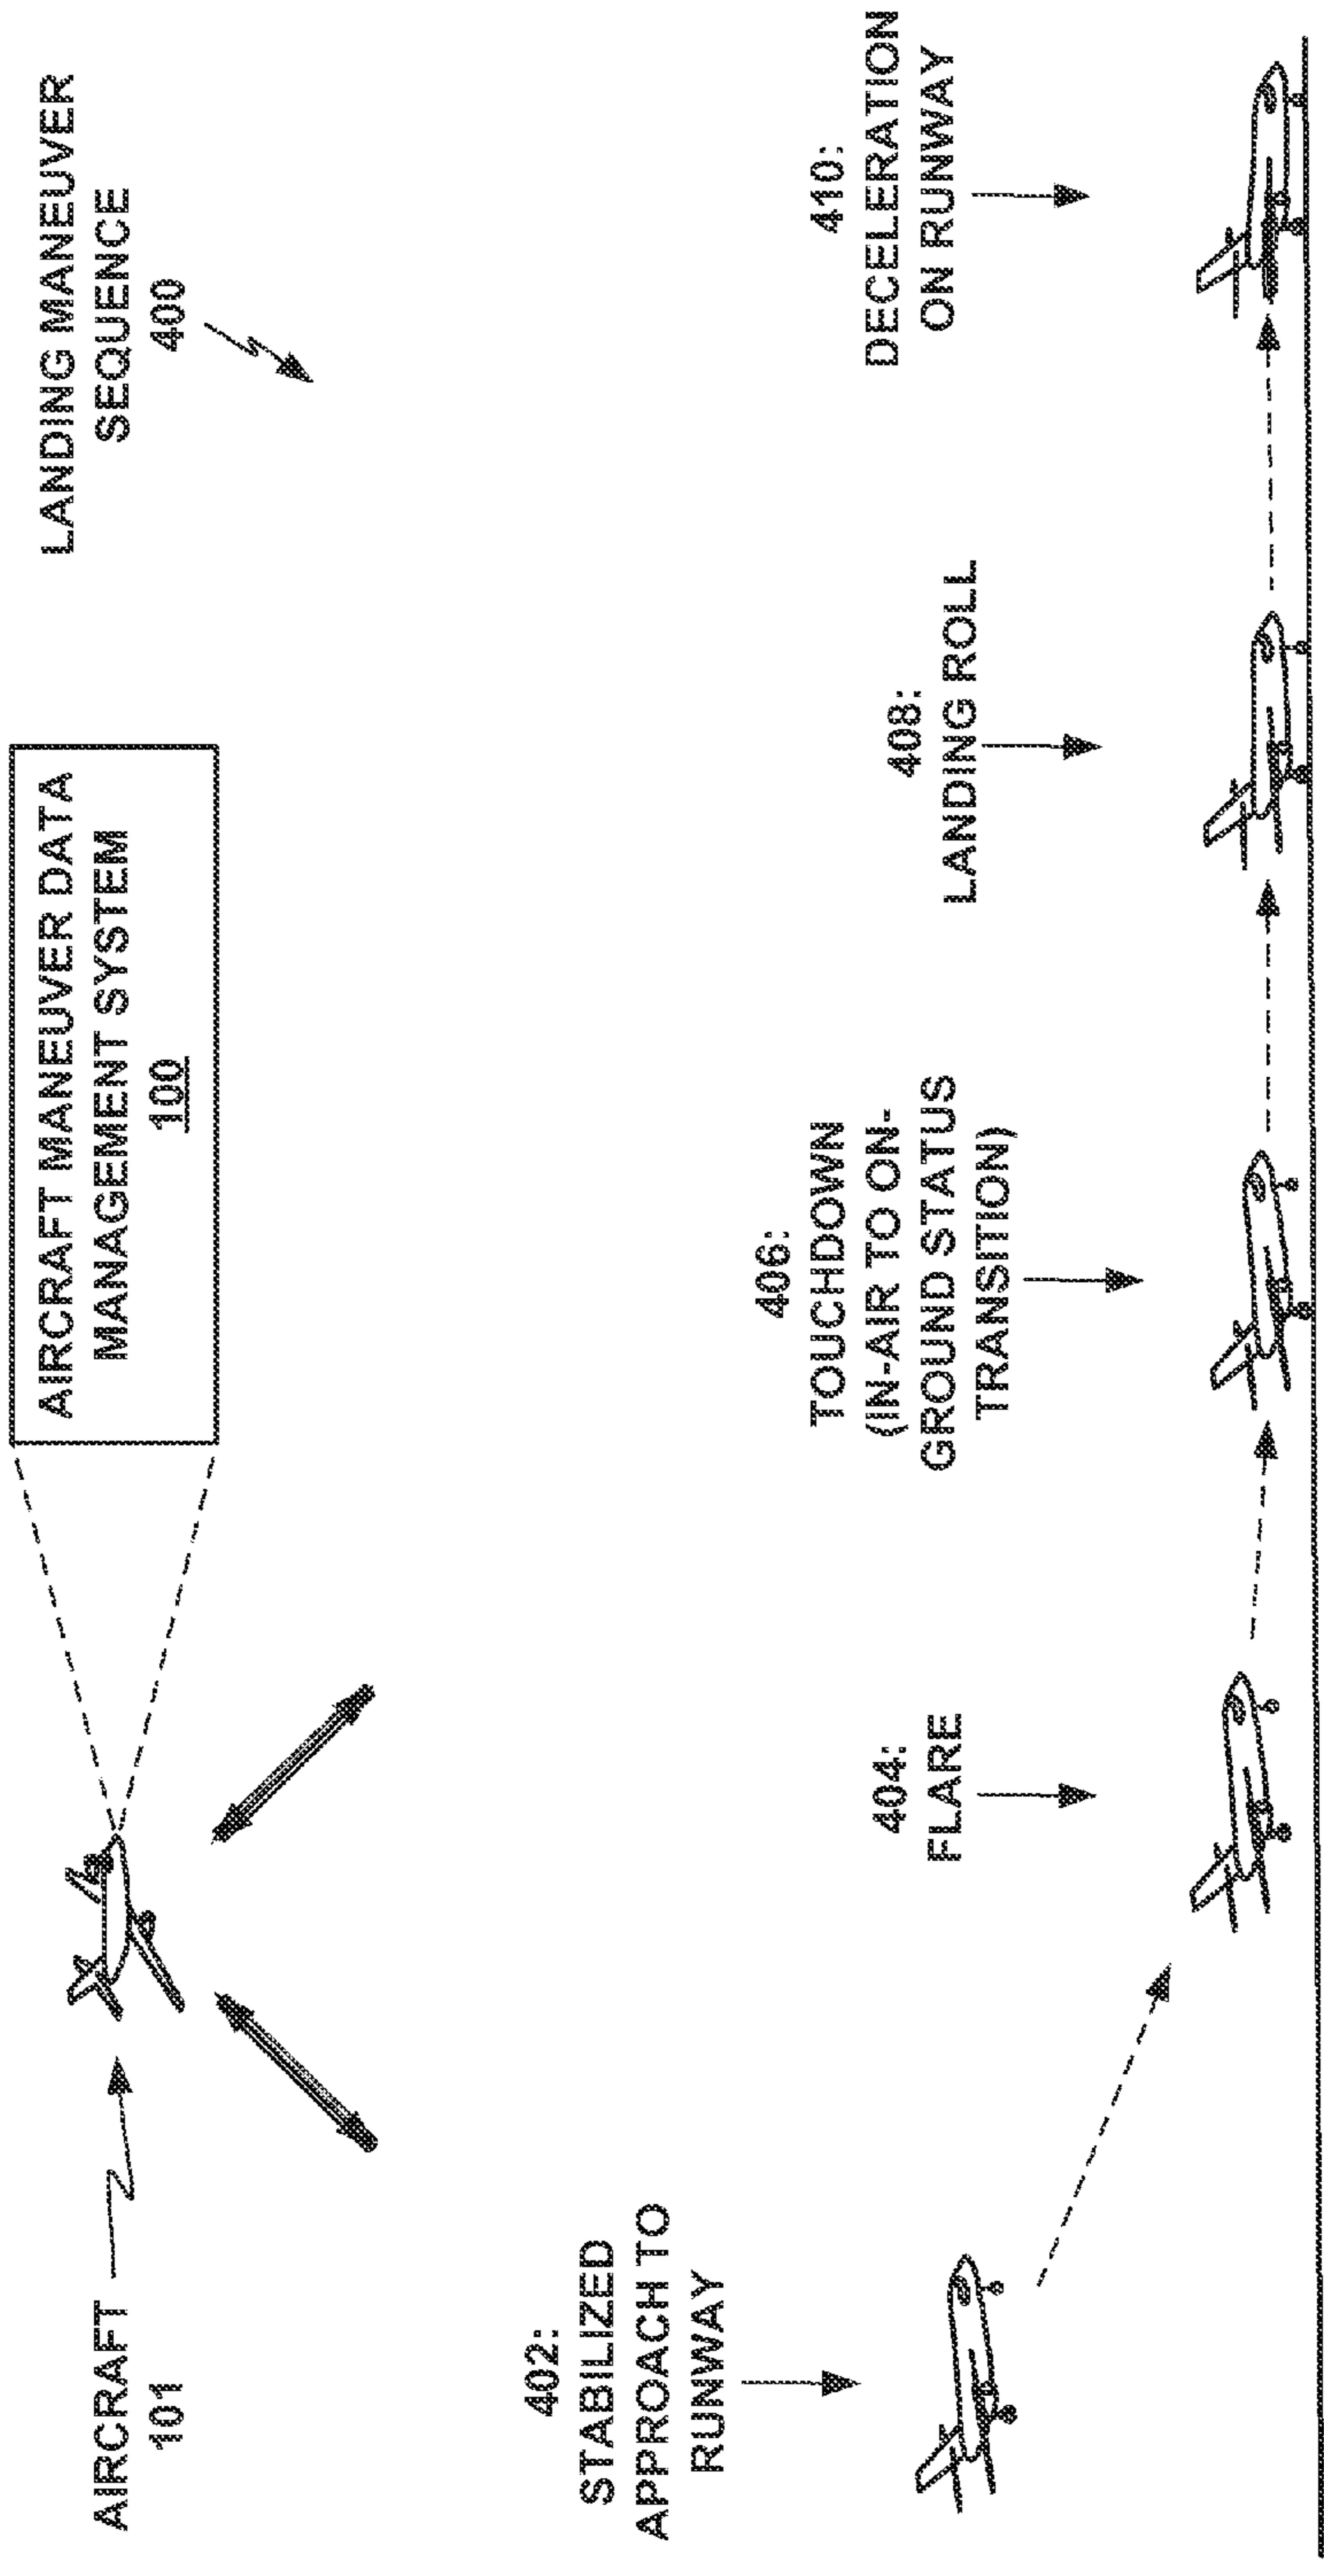 AIRCRAFT
101
AIRCRAFT MANEUVER DATA
MANAGEMENT SYSTEM
100
LANDING MANEUVER
SEQUENCE
400
402:
STABILIZED
APPROACH TO
RUNWAY
404:
FLARE
406:
TOUCHDOWN
(IN-AIR TO ON-
GROUND STATUS
TRANSITION)
408:
LANDING ROLL
410:
DECELERATION
ON RUNWAY